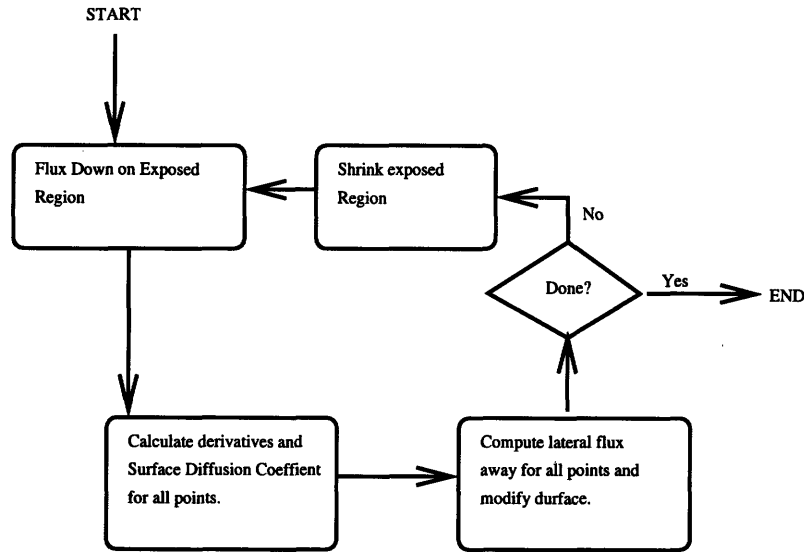 START
Flux Down on Exposed
Region
Shrink exposed
Region
No
Done?
Yes
END
Calculate derivatives and
Surface Diffusion Coeffient
for all points.
Compute lateral flux
away for all points and
modify durface.